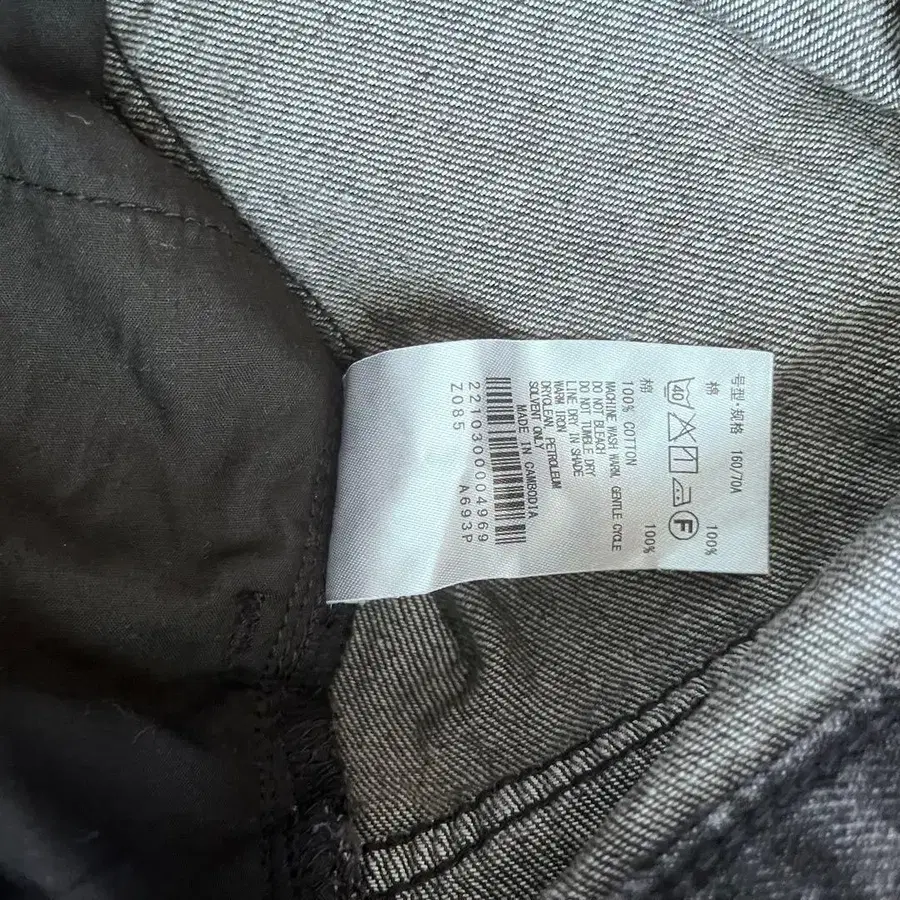 号型·规格 160/70A
棉 100%
40 F
棉 100%
100% COTTON
MACHINE WASH WARM, GENTLE CYCLE
DO NOT BLEACH
DO NOT TUMBLE DRY
LINE DRY IN SHADE
WARM IRON
DRYCLEAN, PETROLEUM
SOLVENT ONLY
MADE IN CAMBODIA
2210300004969
Z085 A693P